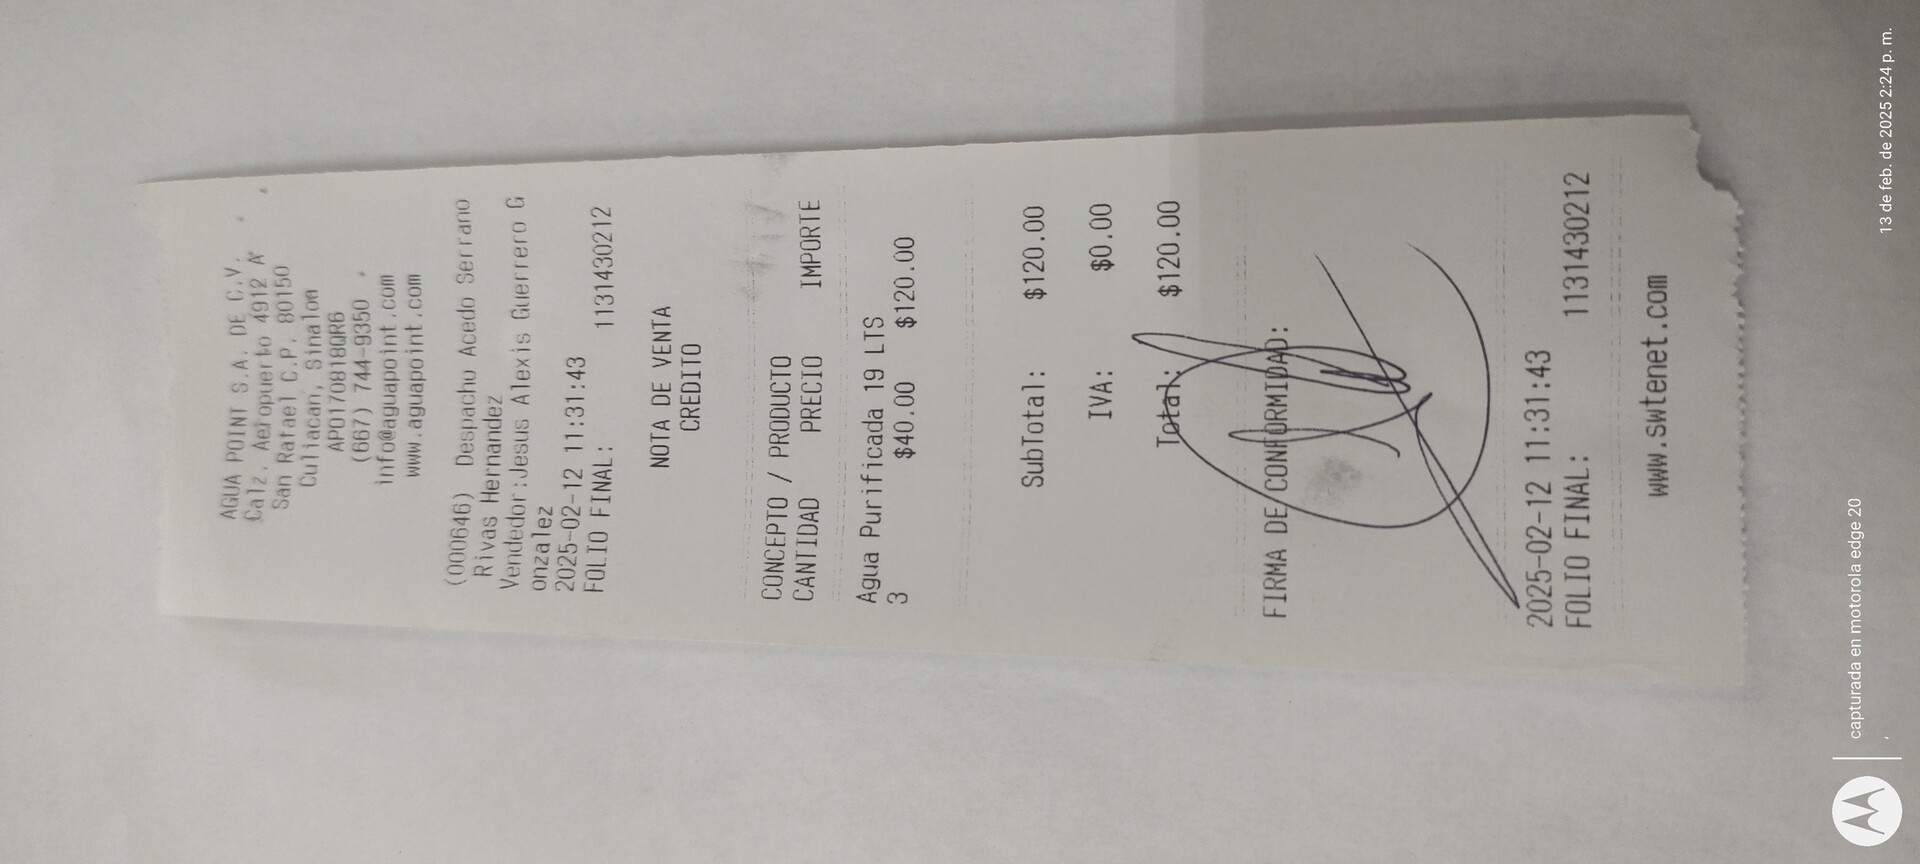 AGUA POINT S.A. DE C.V.
Calz. Aeropuerto 4912 A
San Rafael C.P. 80150
Culiacan, Sinaloa
APO170818QR6
(667) 744-9350
info@aguapoint.com
www.aguapoint.com
(000646) Despacho Acedo Serrano
Rivas Hernandez
Vendedor:Jesus Alexis Guerrero G
onzalez
2025-02-12 11:31:43
FOLIO FINAL: 1131430212
NOTA DE VENTA
CREDITO
CONCEPTO / PRODUCTO
CANTIDAD PRECIO IMPORTE
Agua Purificada 19 LTS
3 $40.00 $120.00
SubTotal: $120.00
IVA: $0.00
Total: $120.00
FIRMA DE CONFORMIDAD:
2025-02-12 11:31:43
FOLIO FINAL: 1131430212
www.swtenet.com
capturada en motorola edge 20
13 de feb. de 2025 2:24 p. m.